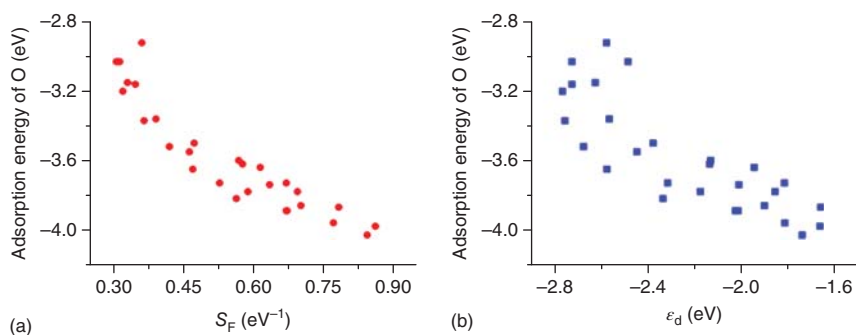 −2.8
−3.2
−3.6
−4.0
Adsorption energy of O (eV)
0.30 0.45 0.60 0.75 0.90
(a) S_F (eV⁻¹)
−2.8
−3.2
−3.6
−4.0
Adsorption energy of O (eV)
−2.8 −2.4 −2.0 −1.6
(b) ε_d (eV)